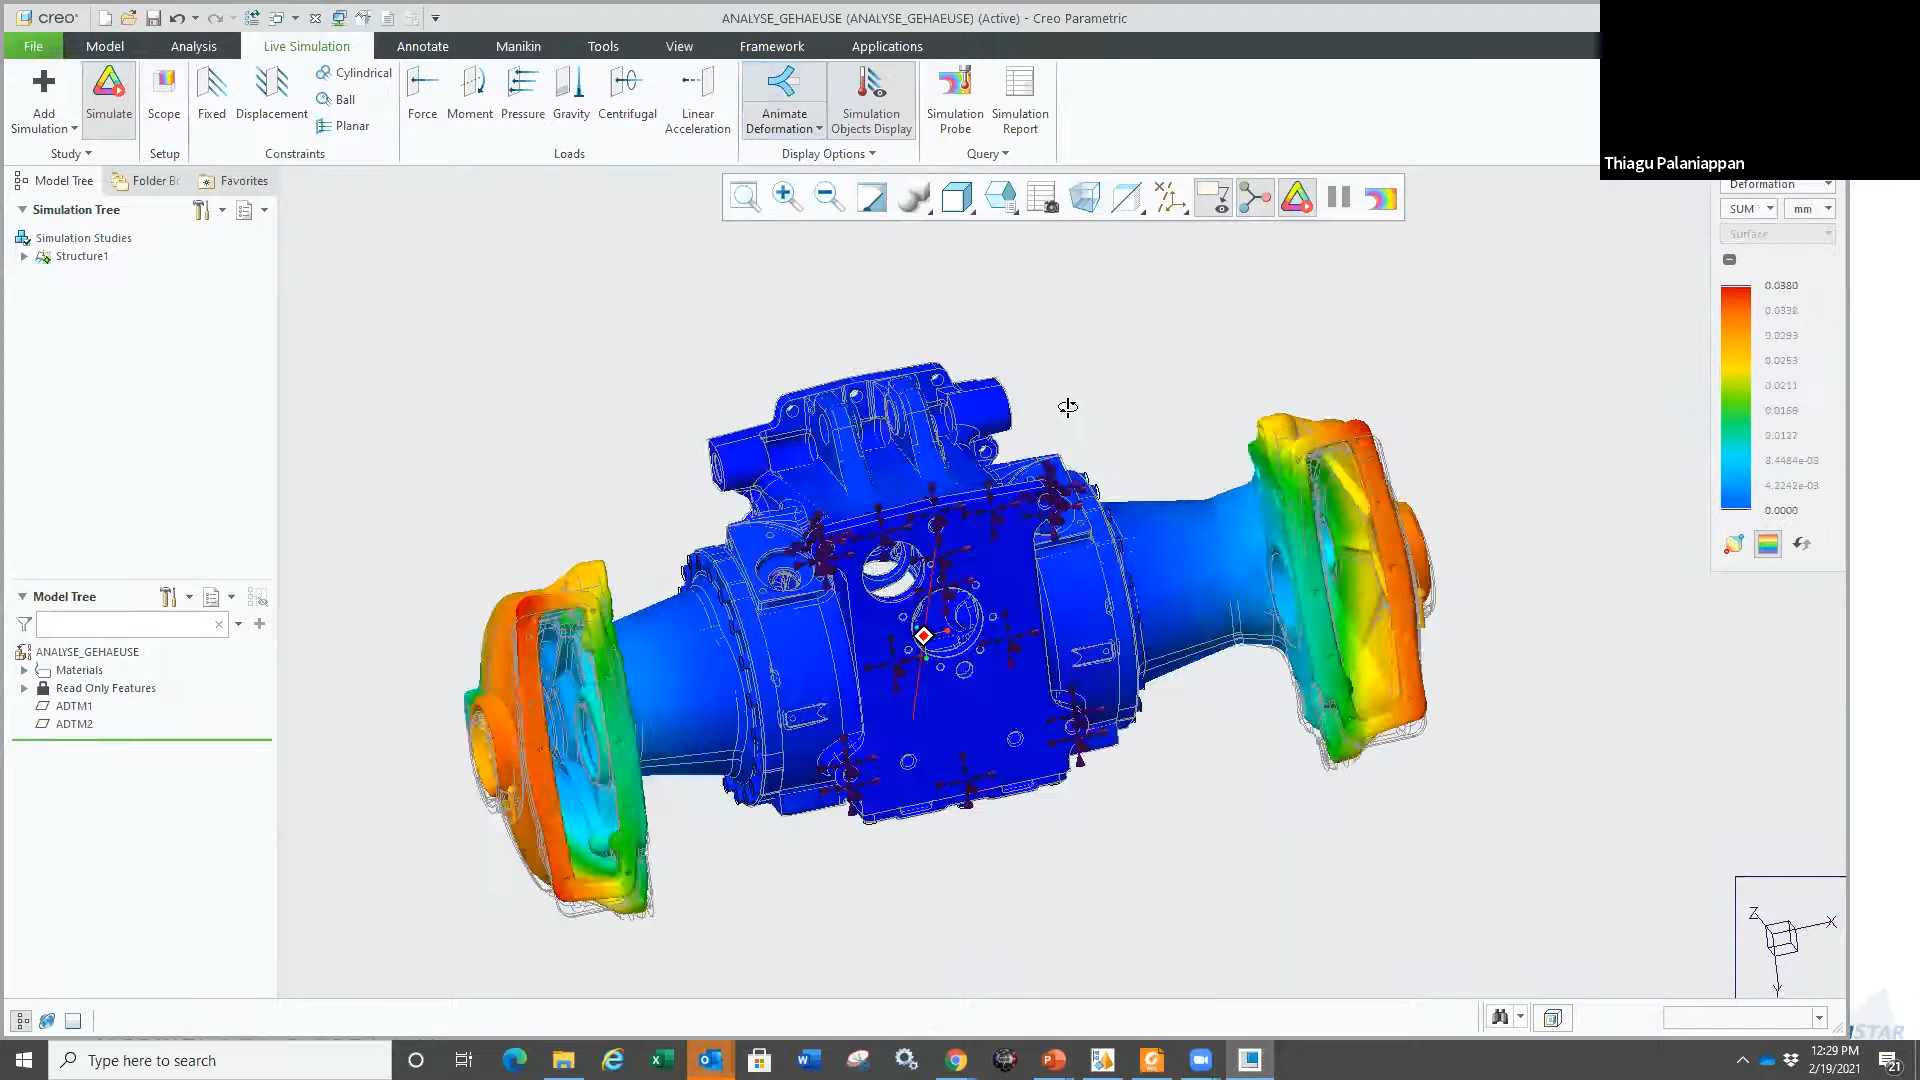 creo
ANALYSE_GEHAEUSE (ANALYSE_GEHAEUSE) (Active) - Creo Parametric
File Model Analysis Live Simulation Annotate Manikin Tools View Framework Applications
Add Simulation
Simulate
Scope
Fixed
Displacement
Cylindrical
Ball
Planar
Force
Moment
Pressure
Gravity
Centrifugal
Linear Acceleration
Animate Deformation
Simulation Objects Display
Simulation Probe
Simulation Report
Study Setup Constraints Loads Display Options Query
Thiagu Palaniappan
Model Tree Folder Br Favorites
Simulation Tree
Simulation Studies
Structure1
Deformation
SUM mm
Surface
0.0380
0.0338
0.0293
0.0253
0.0211
0.0169
0.0127
8.4484e-03
4.2242e-03
0.0000
Model Tree
ANALYSE_GEHAEUSE
Materials
Read Only Features
ADTM1
ADTM2
Z
X
Y
STAR
Type here to search
12:29 PM
2/19/2021
21